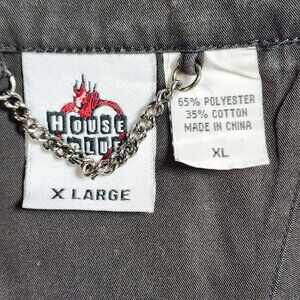 HOUSE
X LARGE
65% POLYESTER
35% COTTON
MADE IN CHINA
XL